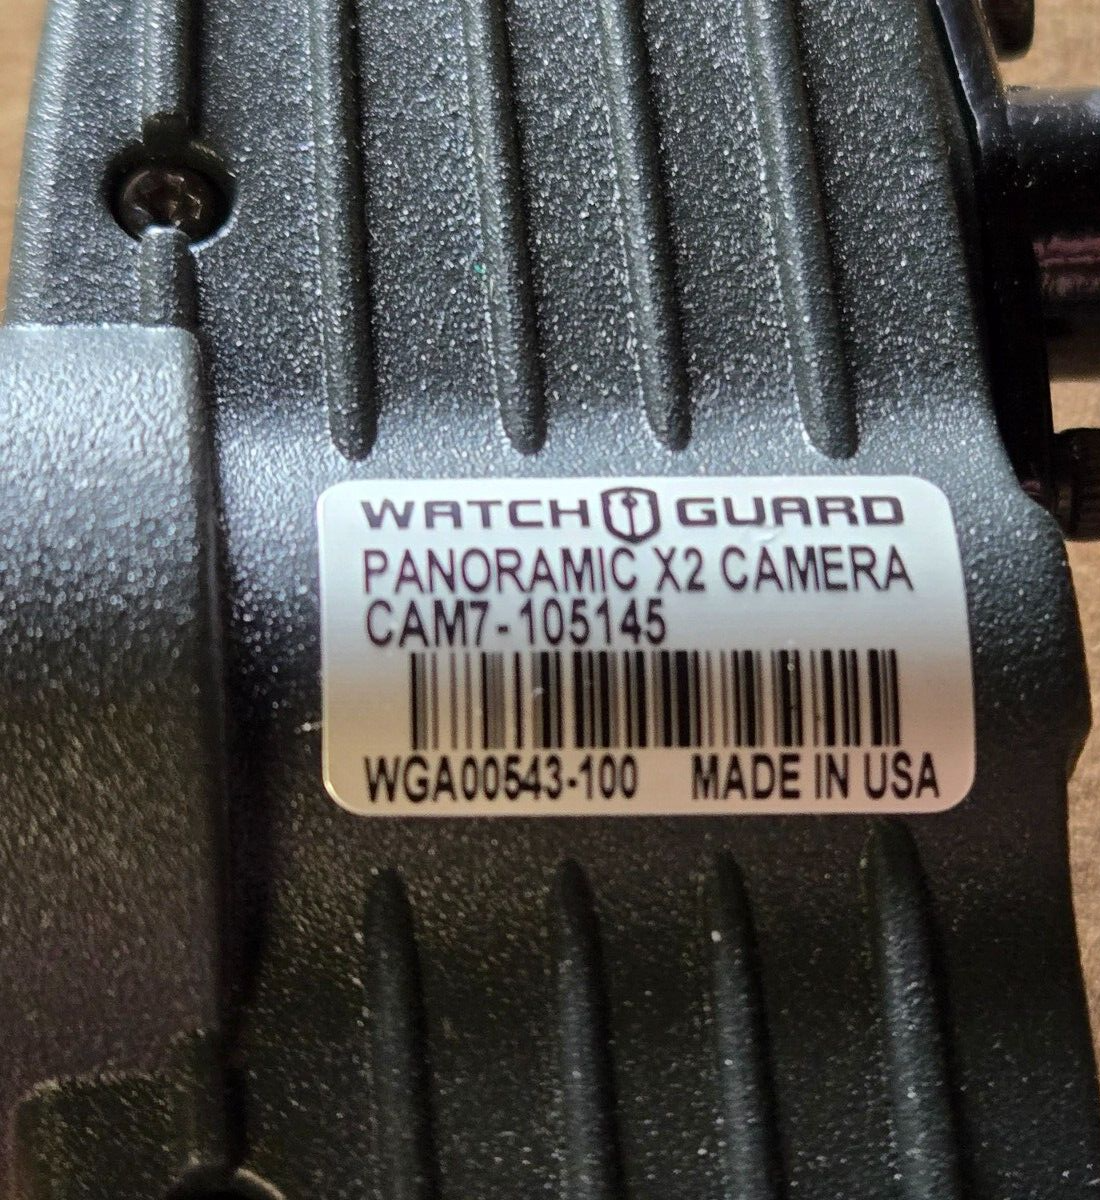 WATCH GUARD
PANORAMIC X2 CAMERA
CAM7-105145
WGA00543-100 MADE IN USA